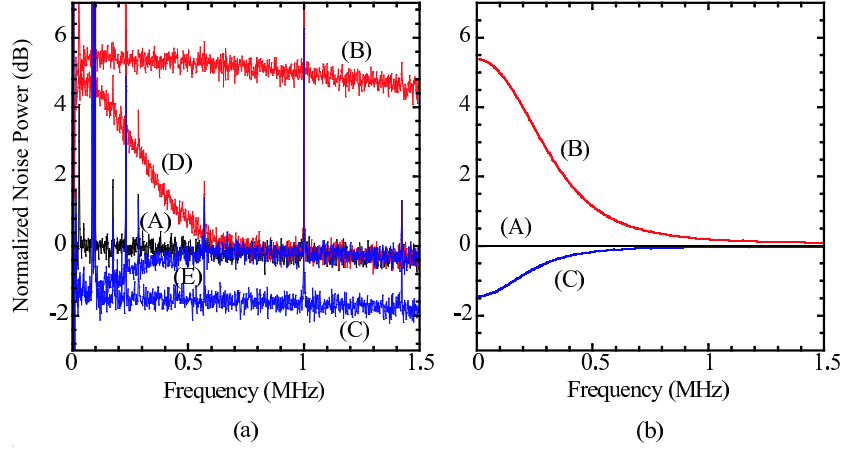 Normalized Noise Power (dB)
6
4
2
0
-2
(B)
(D)
(A)
(E)
(C)
0
0.5
1
1.5
Frequency (MHz)
(a)
6
4
2
0
-2
(B)
(A)
(C)
0
0.5
1
1.5
Frequency (MHz)
(b)